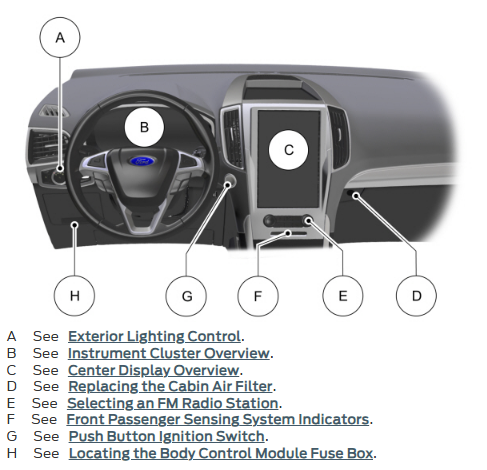 A
B
Ford
C
H
G
F
E
D
A See Exterior Lighting Control.
B See Instrument Cluster Overview.
C See Center Display Overview.
D See Replacing the Cabin Air Filter.
E See Selecting an FM Radio Station.
F See Front Passenger Sensing System Indicators.
G See Push Button Ignition Switch.
H See Locating the Body Control Module Fuse Box.